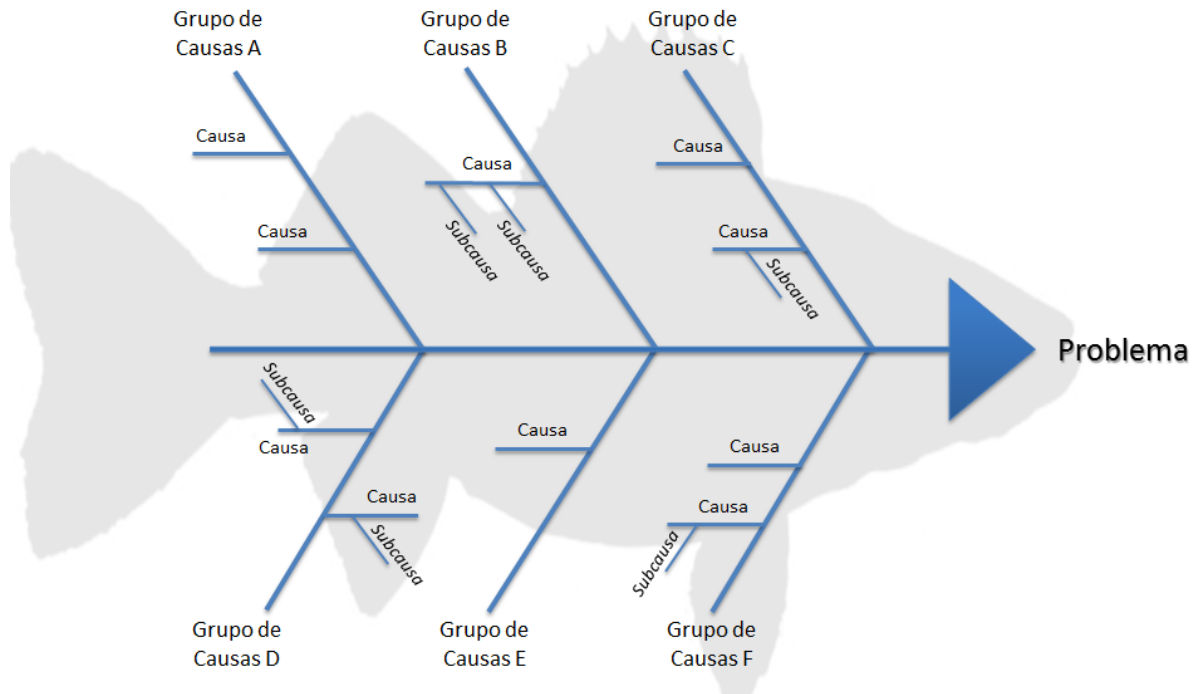 Grupo de
Causas A
Grupo de
Causas B
Grupo de
Causas C
Causa
Causa
Causa
Subcausa
Subcausa
Causa
Causa
Subcausa
Problema
Subcausa
Causa
Causa
Subcausa
Causa
Causa
Causa
Subcausa
Grupo de
Causas D
Grupo de
Causas E
Grupo de
Causas F